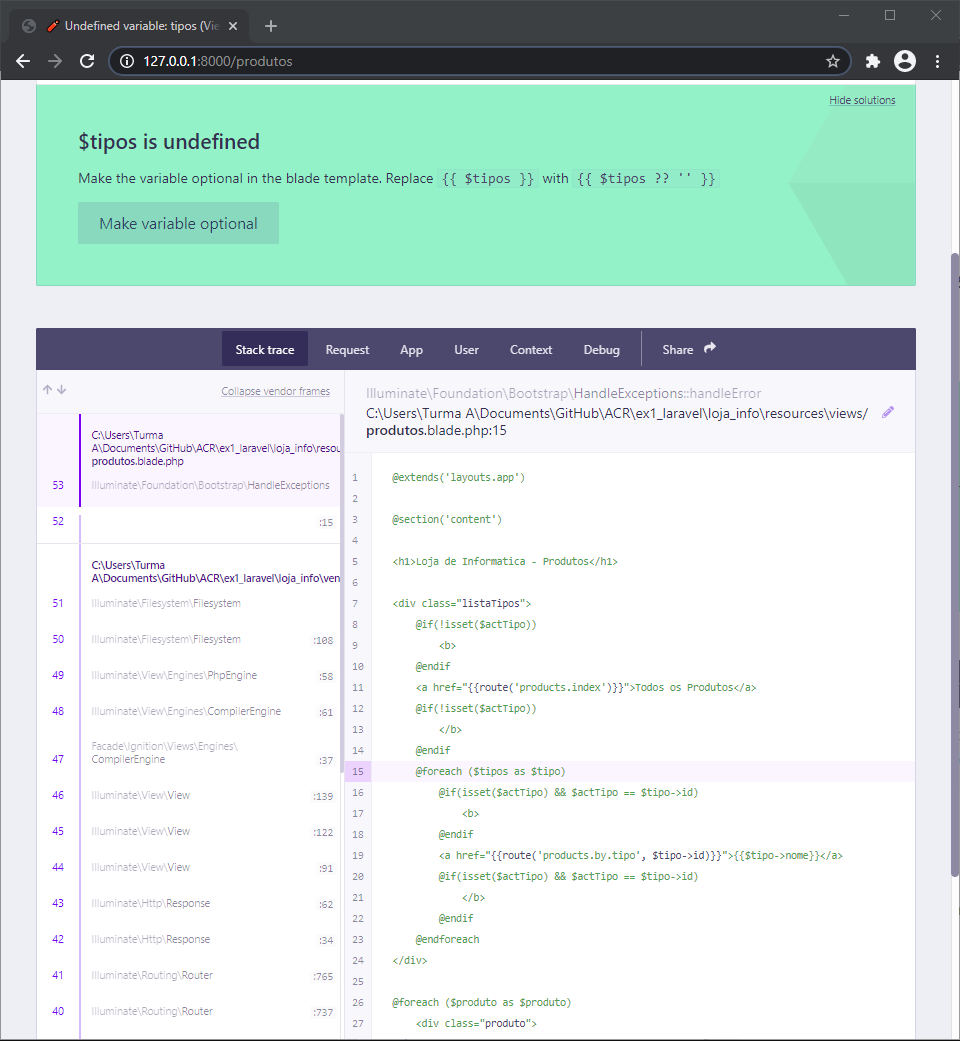 Undefined variable: tipos (Vie
127.0.0.1:8000/produtos
Hide solutions
$tipos is undefined
Make the variable optional in the blade template. Replace {{ $tipos }} with {{ $tipos ?? '' }}
Make variable optional
Stack trace Request App User Context Debug Share
Collapse vendor frames
C:\Users\Turma
A\Documents\GitHub\ACR\ex1_laravel\loja_info\resou
produtos.blade.php
53 Illuminate\Foundation\Bootstrap\HandleExceptions
52 :15
C:\Users\Turma
A\Documents\GitHub\ACR\ex1_laravel\loja_info\ven
51 Illuminate\Filesystem\Filesystem
50 Illuminate\Filesystem\Filesystem :108
49 Illuminate\View\Engines\PhpEngine :58
48 Illuminate\View\Engines\CompilerEngine :61
Facade\Ignition\Views\Engines\
47 CompilerEngine :37
46 Illuminate\View\View :139
45 Illuminate\View\View :122
44 Illuminate\View\View :91
43 Illuminate\Http\Response :62
42 Illuminate\Http\Response :34
41 Illuminate\Routing\Router :765
40 Illuminate\Routing\Router :737
Illuminate\Foundation\Bootstrap\HandleExceptions::handleError
C:\Users\Turma A\Documents\GitHub\ACR\ex1_laravel\loja_info\resources\views/
produtos.blade.php:15
1 @extends('layouts.app')
2
3 @section('content')
4
5 <h1>Loja de Informatica - Produtos</h1>
6
7 <div class="listaTipos">
8 @if(!isset($actTipo))
9 <b>
10 @endif
11 <a href="{{route('products.index')}}">Todos os Produtos</a>
12 @if(!isset($actTipo))
13 </b>
14 @endif
15 @foreach ($tipos as $tipo)
16 @if(isset($actTipo) && $actTipo == $tipo->id)
17 <b>
18 @endif
19 <a href="{{route('products.by.tipo', $tipo->id)}}">{{$tipo->nome}}</a>
20 @if(isset($actTipo) && $actTipo == $tipo->id)
21 </b>
22 @endif
23 @endforeach
24 </div>
25
26 @foreach ($produto as $produto)
27 <div class="produto">